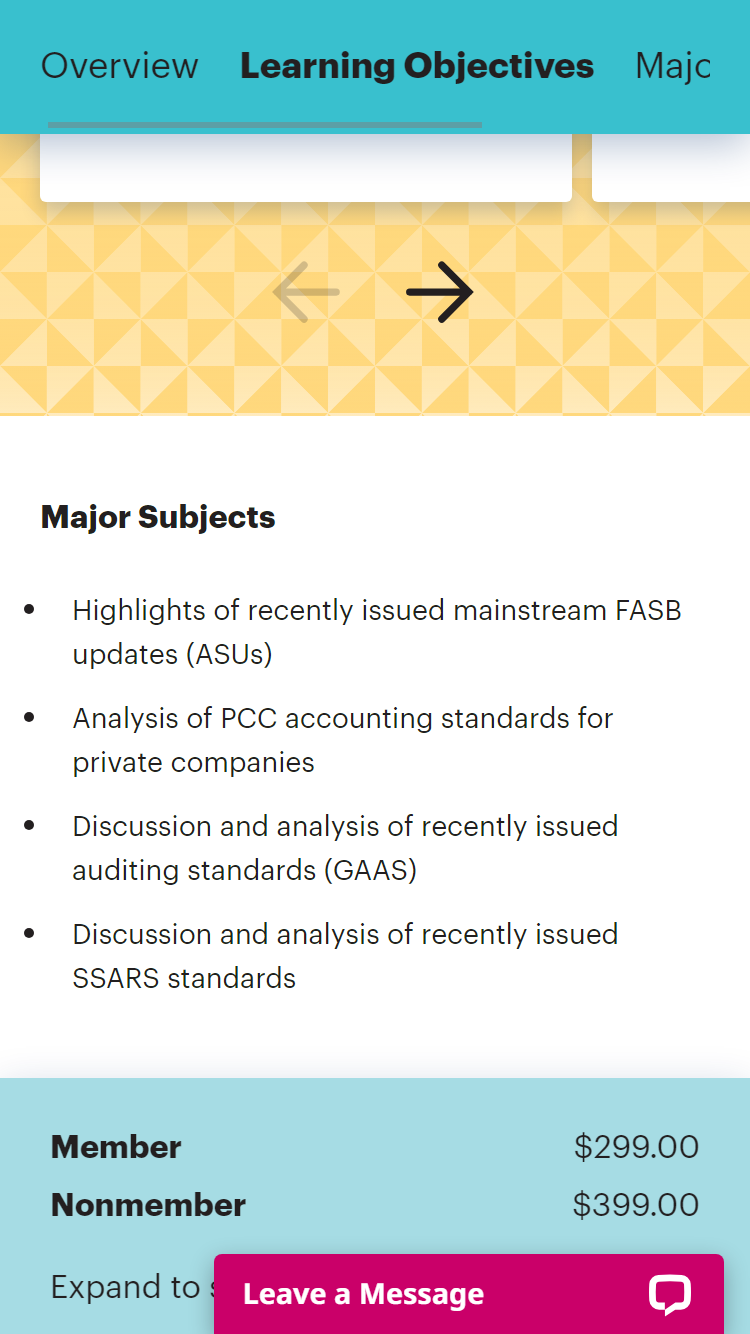 Overview Learning Objectives
Major Subjects
Highlights of recently issued mainstream FASB
updates (ASUs)
Analysis of PCC accounting standards for
private companies
Discussion and analysis of recently issued
auditing standards (GAAS)
Discussion and analysis of recently issued
SSARS standards
Member $299.00
Nonmember $399.00
Expand to
Leave a Message